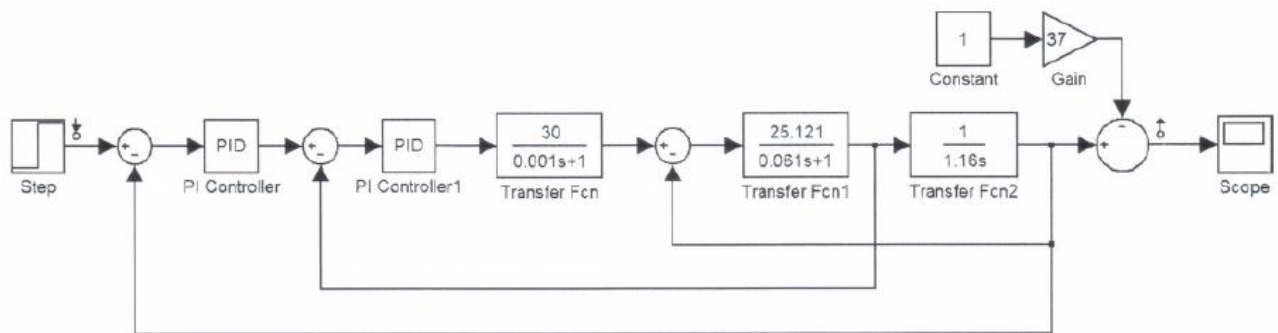 1
37
Constant
Gain
PID
PID
30
0.001s+1
25.121
0.061s+1
1
1.16s
Step
PI Controller
PI Controller1
Transfer Fcn
Transfer Fcn1
Transfer Fcn2
Scope